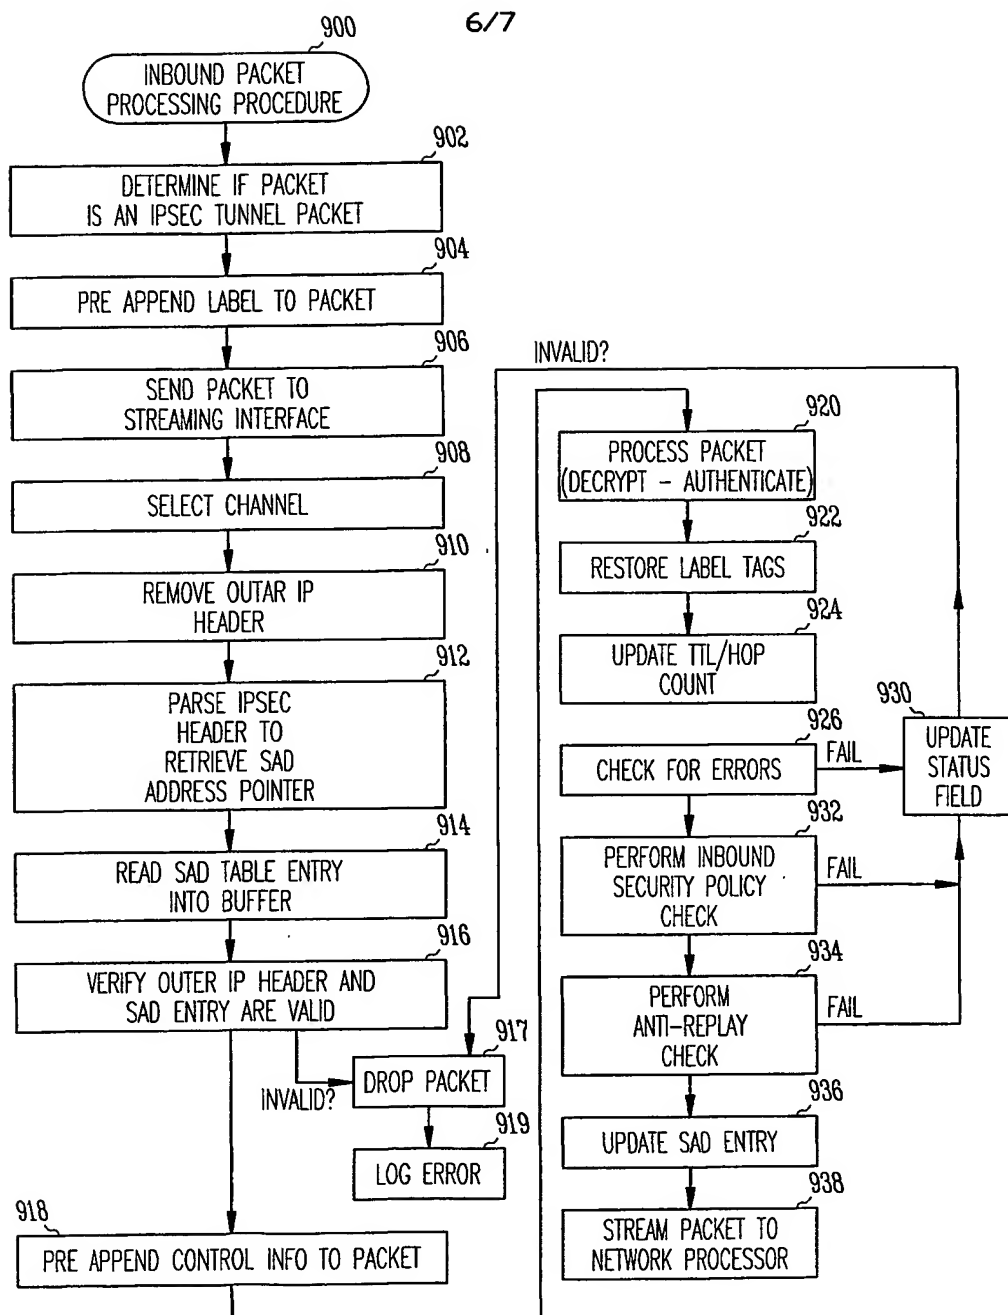 6/7
900
INBOUND PACKET
PROCESSING PROCEDURE
902
DETERMINE IF PACKET
IS AN IPSEC TUNNEL PACKET
904
PRE APPEND LABEL TO PACKET
906
SEND PACKET TO
STREAMING INTERFACE
908
SELECT CHANNEL
910
REMOVE OUTAR IP
HEADER
912
PARSE IPSEC
HEADER TO
RETRIEVE SAD
ADDRESS POINTER
914
READ SAD TABLE ENTRY
INTO BUFFER
916
VERIFY OUTER IP HEADER AND
SAD ENTRY ARE VALID
INVALID?
917
DROP PACKET
919
LOG ERROR
918
PRE APPEND CONTROL INFO TO PACKET
INVALID?
920
PROCESS PACKET
(DECRYPT - AUTHENTICATE)
922
RESTORE LABEL TAGS
924
UPDATE TTL/HOP
COUNT
926
CHECK FOR ERRORS
FAIL
930
UPDATE
STATUS
FIELD
932
PERFORM INBOUND
SECURITY POLICY
CHECK
FAIL
934
PERFORM
ANTI-REPLAY
CHECK
FAIL
936
UPDATE SAD ENTRY
938
STREAM PACKET TO
NETWORK PROCESSOR